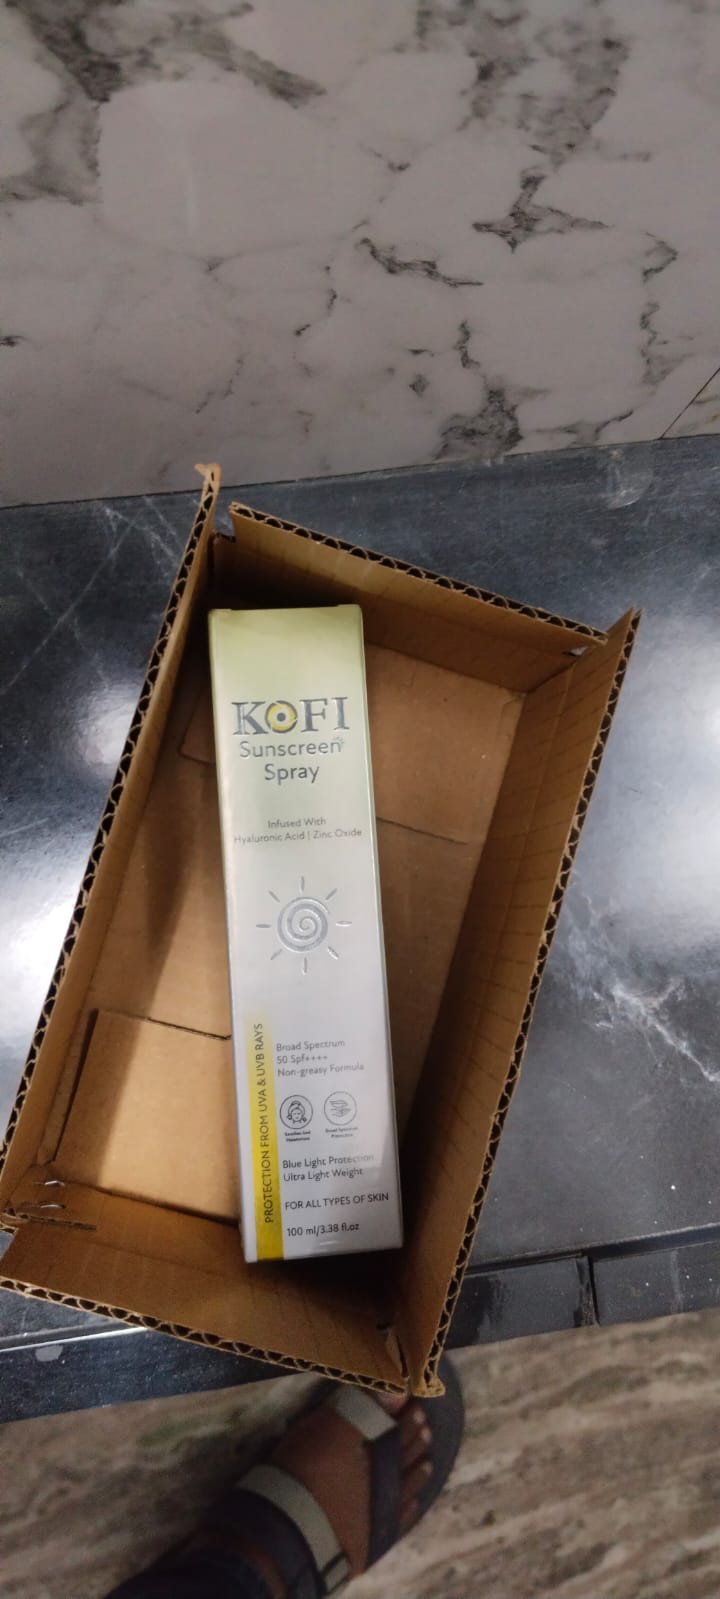 KOFI
Sunscreen
Spray
Infused With
Hyaluronic Acid | Zinc Oxide
PROTECTION FROM UVA & UVB RAYS
Broad Spectrum
50 Spf++++
Non-greasy Formula
Blue Light Protection
Ultra Light Weight
FOR ALL TYPES OF SKIN
100 ml/3.38 fl.oz